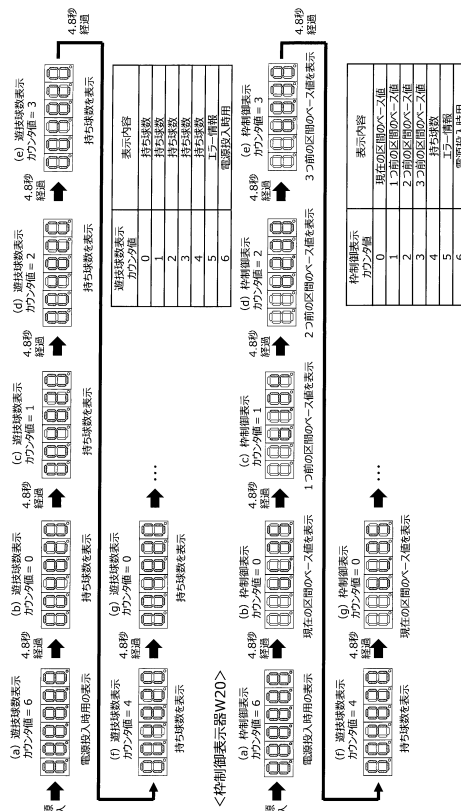 源
入
(a) 遊技球数表示
カウンタ値 = 6
電源投入時用の表示
4.8秒
経過
(b) 遊技球数表示
カウンタ値 = 0
持ち球数を表示
4.8秒
経過
(c) 遊技球数表示
カウンタ値 = 1
持ち球数を表示
4.8秒
経過
(d) 遊技球数表示
カウンタ値 = 2
持ち球数を表示
4.8秒
経過
(e) 遊技球数表示
カウンタ値 = 3
持ち球数を表示
4.8秒
経過
(f) 遊技球数表示
カウンタ値 = 4
持ち球数を表示
4.8秒
経過
(g) 遊技球数表示
カウンタ値 = 0
持ち球数を表示
…
遊技球数表示
カウンタ値
表示内容
0 持ち球数
1 持ち球数
2 持ち球数
3 持ち球数
4 持ち球数
5 エラー情報
6 電源投入時用
<枠制御表示器W20>
源
入
(a) 枠制御表示
カウンタ値 = 6
電源投入時用の表示
4.8秒
経過
(b) 枠制御表示
カウンタ値 = 0
現在の区間のベース値を表示
4.8秒
経過
(c) 枠制御表示
カウンタ値 = 1
1つ前の区間のベース値を表示
4.8秒
経過
(d) 枠制御表示
カウンタ値 = 2
2つ前の区間のベース値を表示
4.8秒
経過
(e) 枠制御表示
カウンタ値 = 3
3つ前の区間のベース値を表示
4.8秒
経過
(f) 遊技球数表示
カウンタ値 = 4
持ち球数を表示
4.8秒
経過
(g) 枠制御表示
カウンタ値 = 0
現在の区間のベース値を表示
…
枠制御表示
カウンタ値
表示内容
0 現在の区間のベース値
1 1つ前の区間のベース値
2 2つ前の区間のベース値
3 3つ前の区間のベース値
4 持ち球数
5 エラー情報
6 電源投入時用